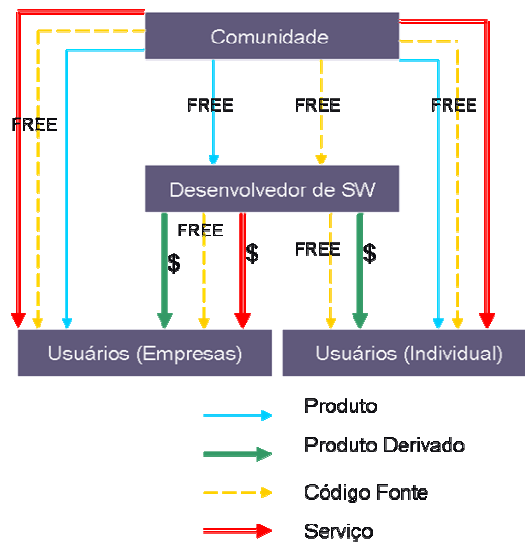 Comunidade
FREE
FREE
FREE
FREE
Desenvolvedor de SW
FREE
$
$
FREE
$
Usuários (Empresas)
Usuários (Individual)
Produto
Produto Derivado
Código Fonte
Serviço